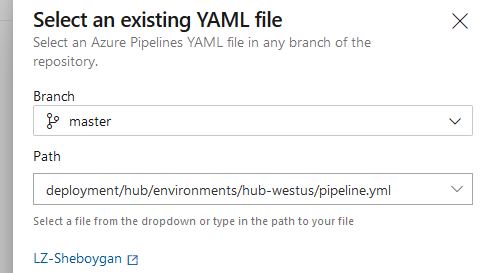 Select an existing YAML file
Select an Azure Pipelines YAML file in any branch of the
repository.
Branch
master
Path
deployment/hub/environments/hub-westus/pipeline.yml
Select a file from the dropdown or type in the path to your file
LZ-Sheboygan